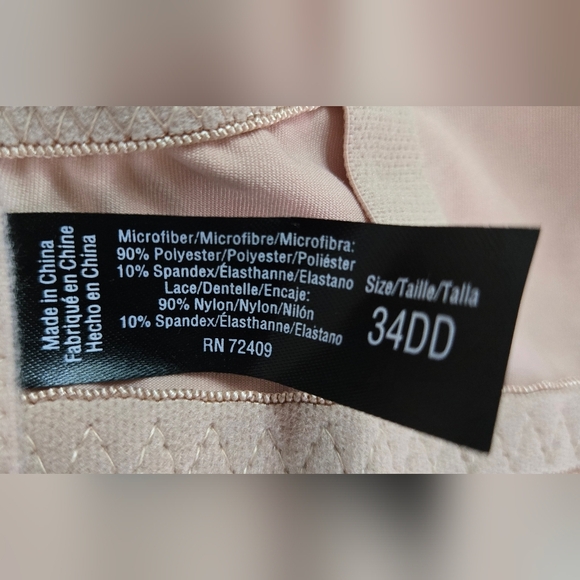 Made in China
Fabriqué en Chine
Hecho en China
Microfiber/Microfibre/Microfibra:
90% Polyester/Polyester/Poliéster
10% Spandex/Élasthanne/Elastano
Lace/Dentelle/Encaje:
90% Nylon/Nylon/Nilón
10% Spandex/Élasthanne/Elastano
RN 72409
Size/Taille/Talla
34DD